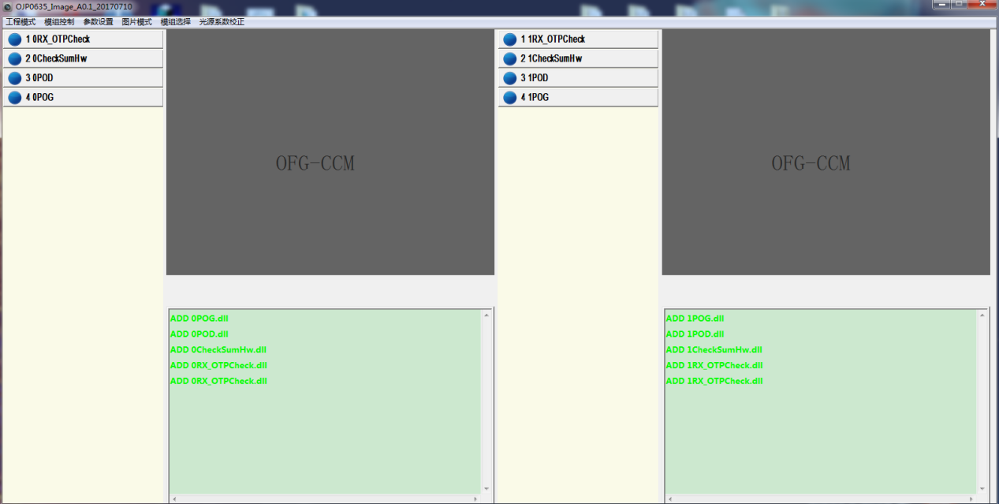 OJP0635_Image_A0.1_20170710
工程模式 模组控制 参数设置 图片模式 模组选择 光源系数校正
1 0RX_OTPCheck
2 0CheckSumHw
3 0POD
4 0POG
OFG-CCM
ADD 0POG.dll
ADD 0POD.dll
ADD 0CheckSumHw.dll
ADD 0RX_OTPCheck.dll
ADD 0RX_OTPCheck.dll
1 1RX_OTPCheck
2 1CheckSumHw
3 1POD
4 1POG
OFG-CCM
ADD 1POG.dll
ADD 1POD.dll
ADD 1CheckSumHw.dll
ADD 1RX_OTPCheck.dll
ADD 1RX_OTPCheck.dll